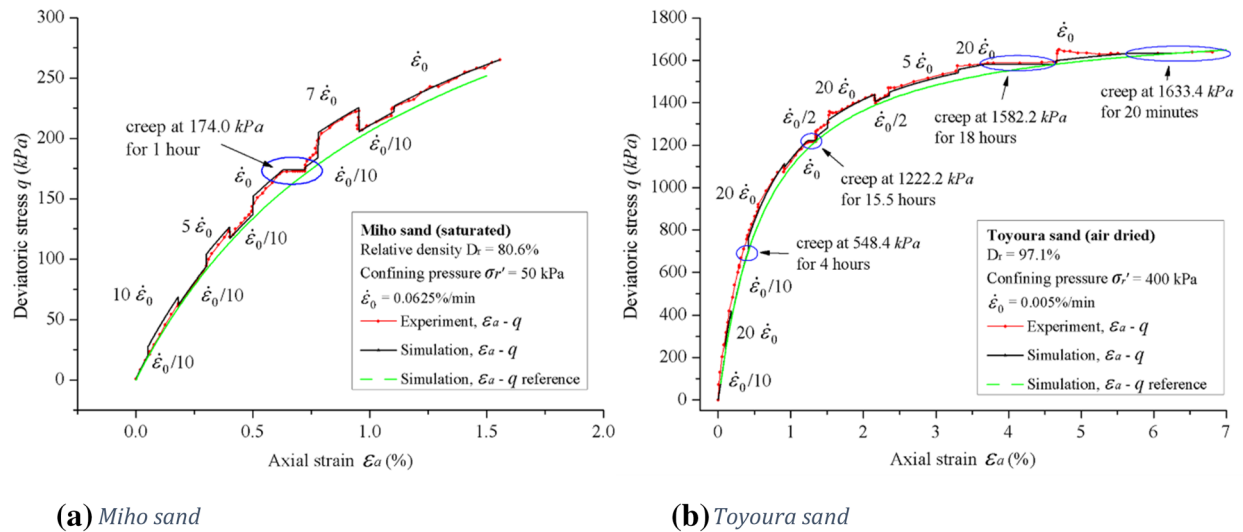 300
250
200
150
100
50
0
Deviatoric stress q (kPa)
0.0
0.5
1.0
1.5
2.0
Axial strain εa (%)
ε̇0
7 ε̇0
creep at 174.0 kPa
for 1 hour
ε̇0/10
ε̇0
ε̇0/10
5 ε̇0
ε̇0/10
10 ε̇0
ε̇0/10
ε̇0/10
Miho sand (saturated)
Relative density Dr = 80.6%
Confining pressure σr′ = 50 kPa
ε̇0 = 0.0625%/min
Experiment, εa - q
Simulation, εa - q
Simulation, εa - q reference
(a) Miho sand
1800
1600
1400
1200
1000
800
600
400
200
0
Deviatoric stress q (kPa)
0
1
2
3
4
5
6
7
Axial strain εa (%)
ε̇0
20 ε̇0
5 ε̇0
20 ε̇0
ε̇0/2
ε̇0/2
creep at 1582.2 kPa
for 18 hours
creep at 1633.4 kPa
for 20 minutes
ε̇0
creep at 1222.2 kPa
for 15.5 hours
20 ε̇0
creep at 548.4 kPa
for 4 hours
ε̇0/10
20 ε̇0
ε̇0/10
Toyoura sand (air dried)
Dr = 97.1%
Confining pressure σr′ = 400 kPa
ε̇0 = 0.005%/min
Experiment, εa - q
Simulation, εa - q
Simulation, εa - q reference
(b) Toyoura sand